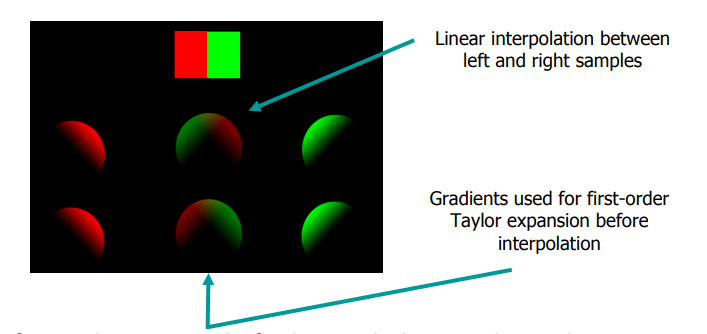 Linear interpolation between
left and right samples
Gradients used for first-order
Taylor expansion before
interpolation